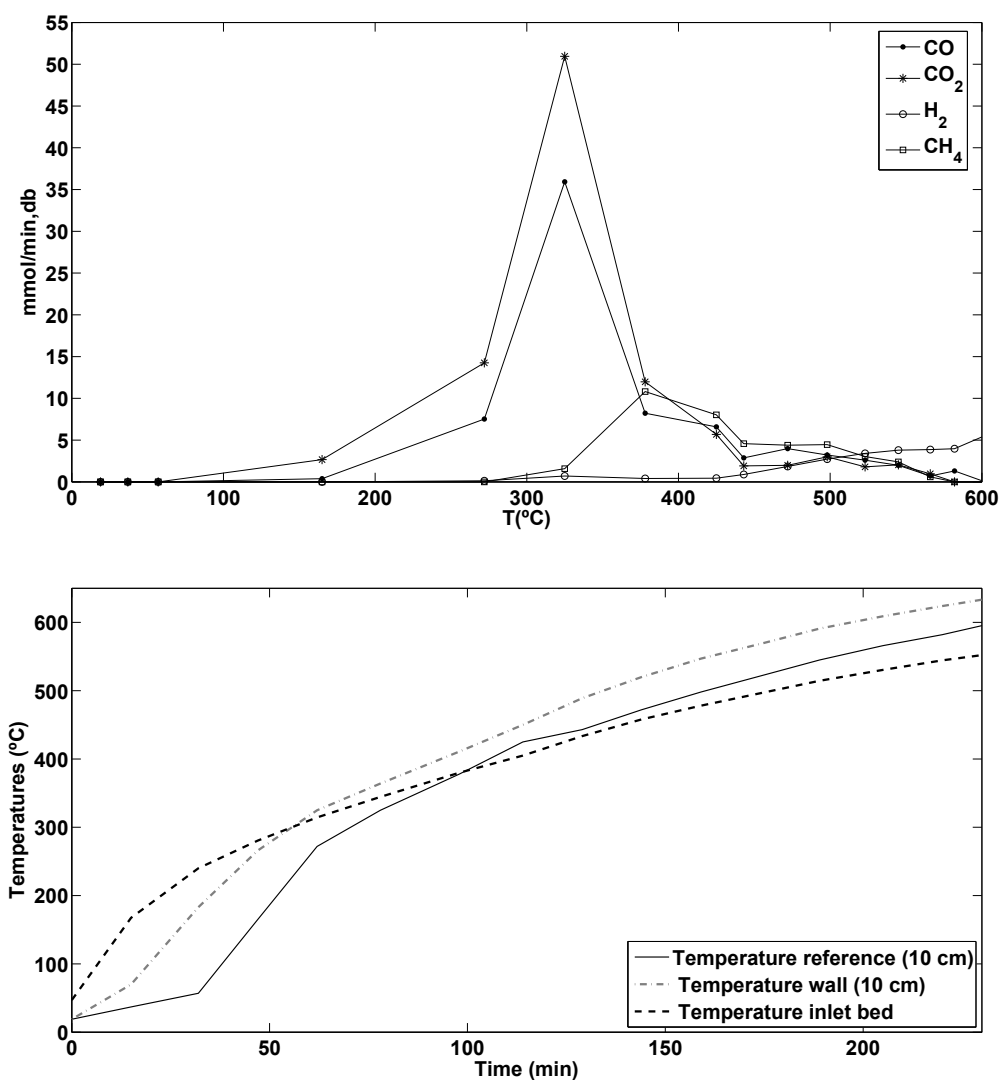 55
50
45
40
35
30
25
20
15
10
5
0
mmol/min,db
0 100 200 300 400 500 600
T(ºC)
CO
CO2
H2
CH4
600
500
400
300
200
100
0
Temperatures (ºC)
0 50 100 150 200
Time (min)
Temperature reference (10 cm)
Temperature wall (10 cm)
Temperature inlet bed